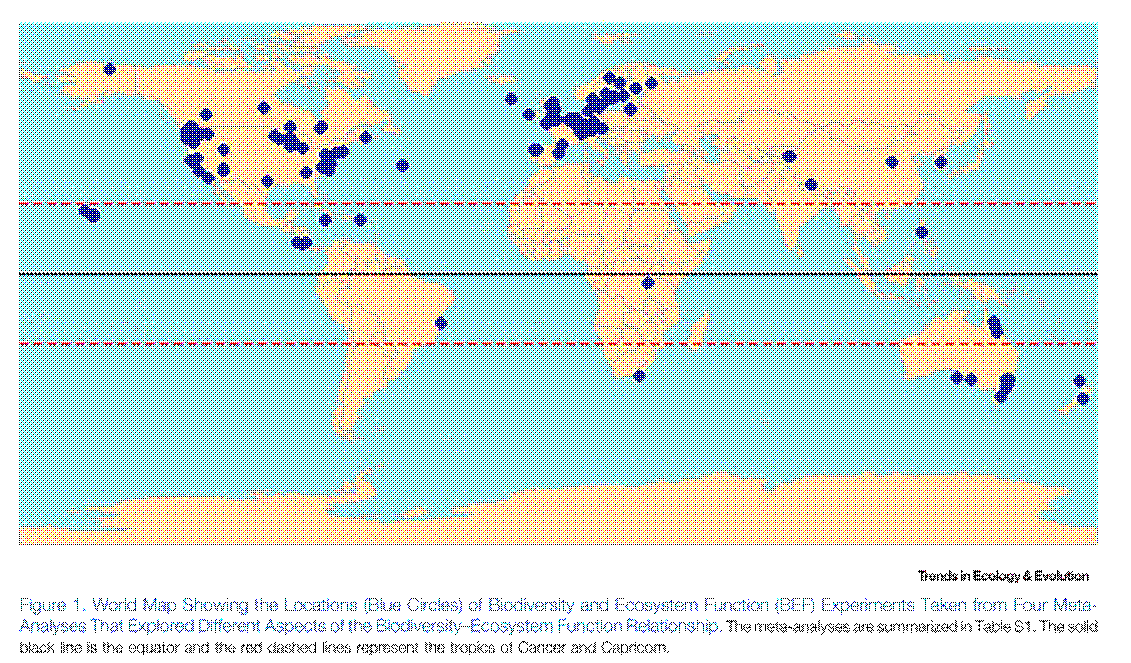 Trends in Ecology & Evolution
Figure 1. World Map Showing the Locations (Blue Circles) of Biodiversity and Ecosystem Function (BEF) Experiments Taken from Four Meta-
Analyses That Explored Different Aspects of the Biodiversity–Ecosystem Function Relationship. The meta-analyses are summarized in Table S1. The solid
black line is the equator and the red dashed lines represent the tropics of Cancer and Capricorn.